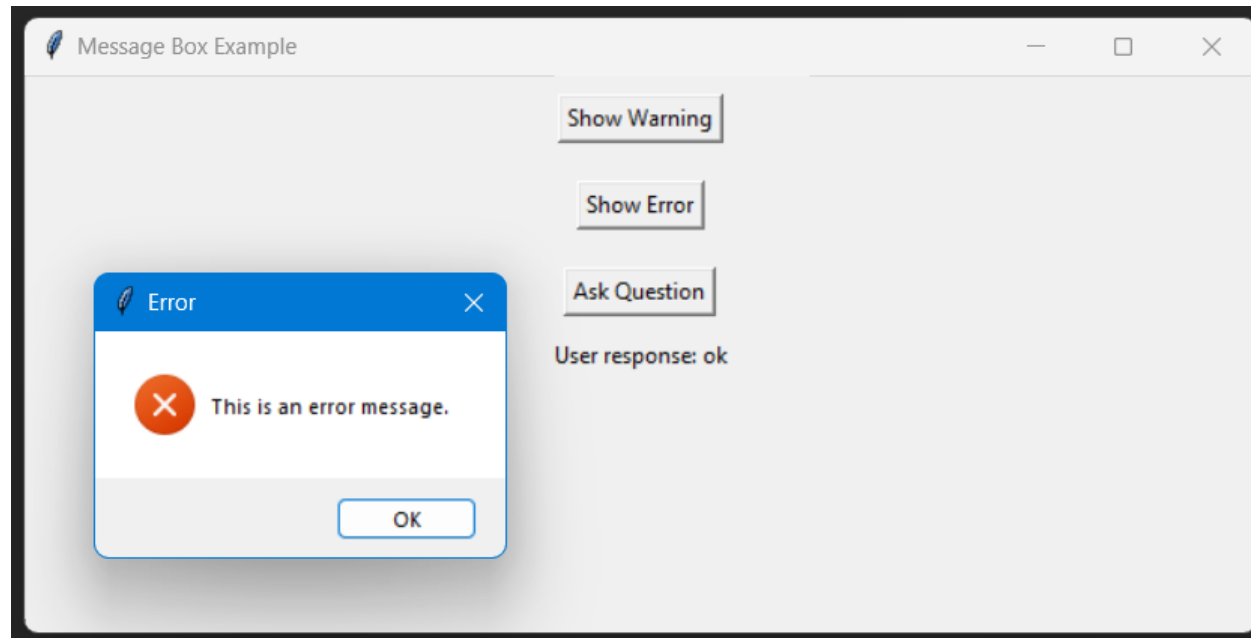 Message Box Example
Show Warning
Show Error
Ask Question
User response: ok
Error
This is an error message.
OK